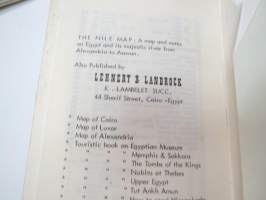 THE NILE MAP: A map and notes
on Egypt and its majestic river from
Alexandria to Aswan.
Also Published by
LEHNERT & LANDROCK
K. LAMBELET SUCC.
44 Sherif Street, Cairo-Egypt
* Map of Cairo
* Map of Luxor
* Map of Alexandria
* Touristic book on Egyptian Museum
" " " Memphis & Sakkara
" " " The Tombs of the Kings
" " " Nobles at Thebes
" " " Upper Egypt
" " " Tut Ankh Amun